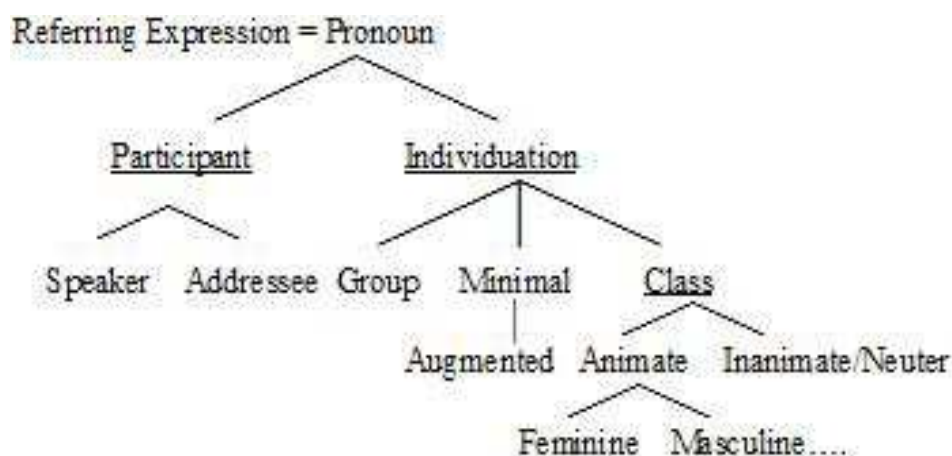 Referring Expression = Pronoun
Participant Individuation
Speaker Addressee Group Minimal Class
Augmented Animate Inanimate/Neuter
Feminine Masculine....